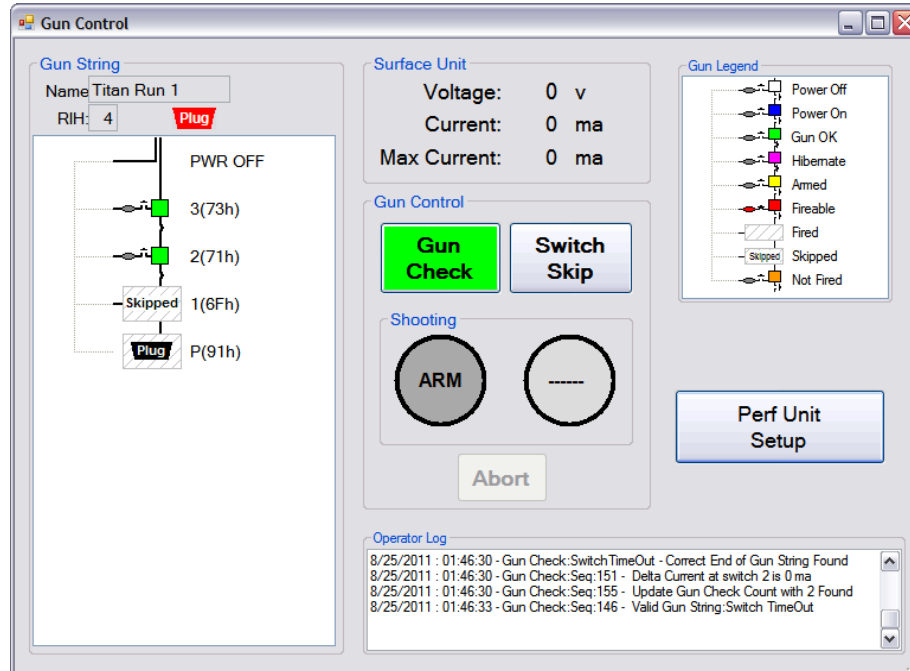 Gun Control
Gun String
Name Titan Run 1
RIH: 4 Plug
PWR OFF
3(73h)
2(71h)
Skipped 1(6Fh)
Plug P(91h)
Surface Unit
Voltage: 0 v
Current: 0 ma
Max Current: 0 ma
Gun Control
Gun
Check
Switch
Skip
Shooting
ARM
------
Abort
Gun Legend
Power Off
Power On
Gun OK
Hibernate
Armed
Fireable
Fired
Skipped Skipped
Not Fired
Perf Unit
Setup
Operator Log
8/25/2011 : 01:46:30 - Gun Check:SwitchTimeOut - Correct End of Gun String Found
8/25/2011 : 01:46:30 - Gun Check:Seq:151 - Delta Current at switch 2 is 0 ma
8/25/2011 : 01:46:30 - Gun Check:Seq:155 - Update Gun Check Count with 2 Found
8/25/2011 : 01:46:33 - Gun Check:Seq:146 - Valid Gun String:Switch TimeOut